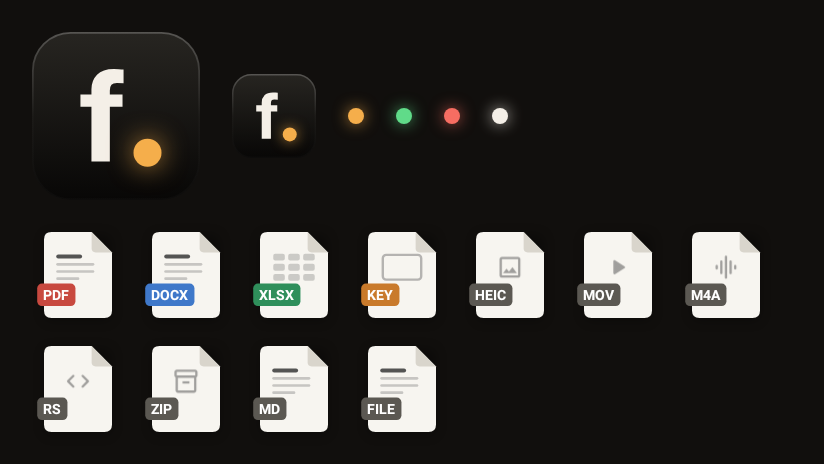 f.
f.
PDF DOCX XLSX KEY HEIC MOV M4A
RS ZIP MD FILE